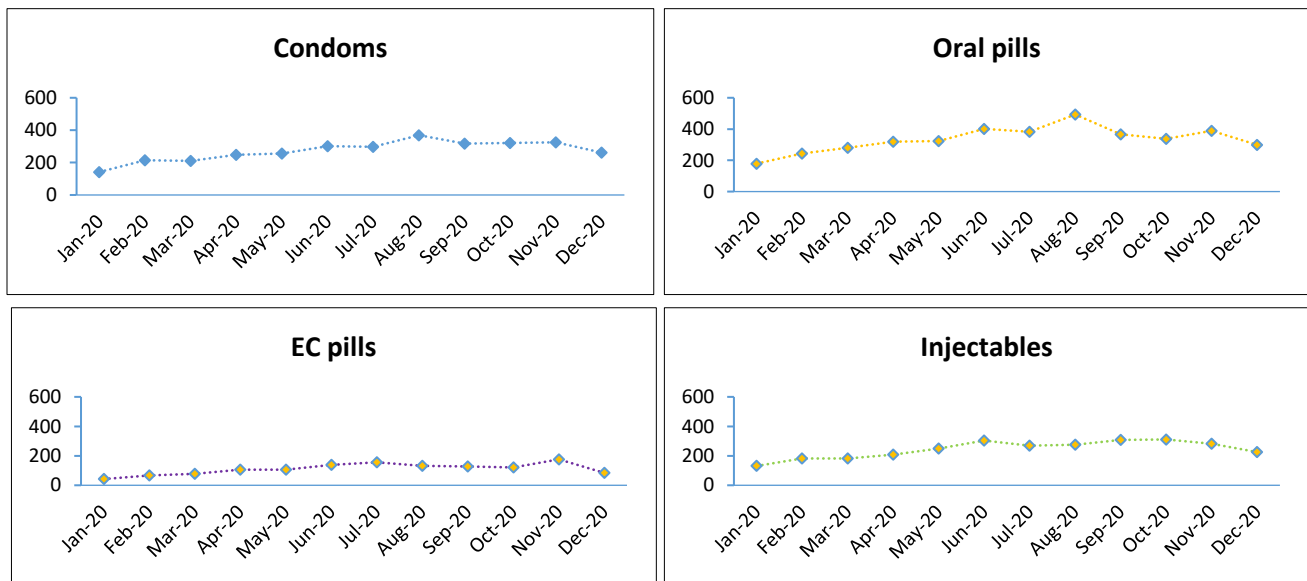 Condoms
600
400
200
0
Jan-20 Feb-20 Mar-20 Apr-20 May-20 Jun-20 Jul-20 Aug-20 Sep-20 Oct-20 Nov-20 Dec-20
Oral pills
600
400
200
0
Jan-20 Feb-20 Mar-20 Apr-20 May-20 Jun-20 Jul-20 Aug-20 Sep-20 Oct-20 Nov-20 Dec-20
EC pills
600
400
200
0
Jan-20 Feb-20 Mar-20 Apr-20 May-20 Jun-20 Jul-20 Aug-20 Sep-20 Oct-20 Nov-20 Dec-20
Injectables
600
400
200
0
Jan-20 Feb-20 Mar-20 Apr-20 May-20 Jun-20 Jul-20 Aug-20 Sep-20 Oct-20 Nov-20 Dec-20